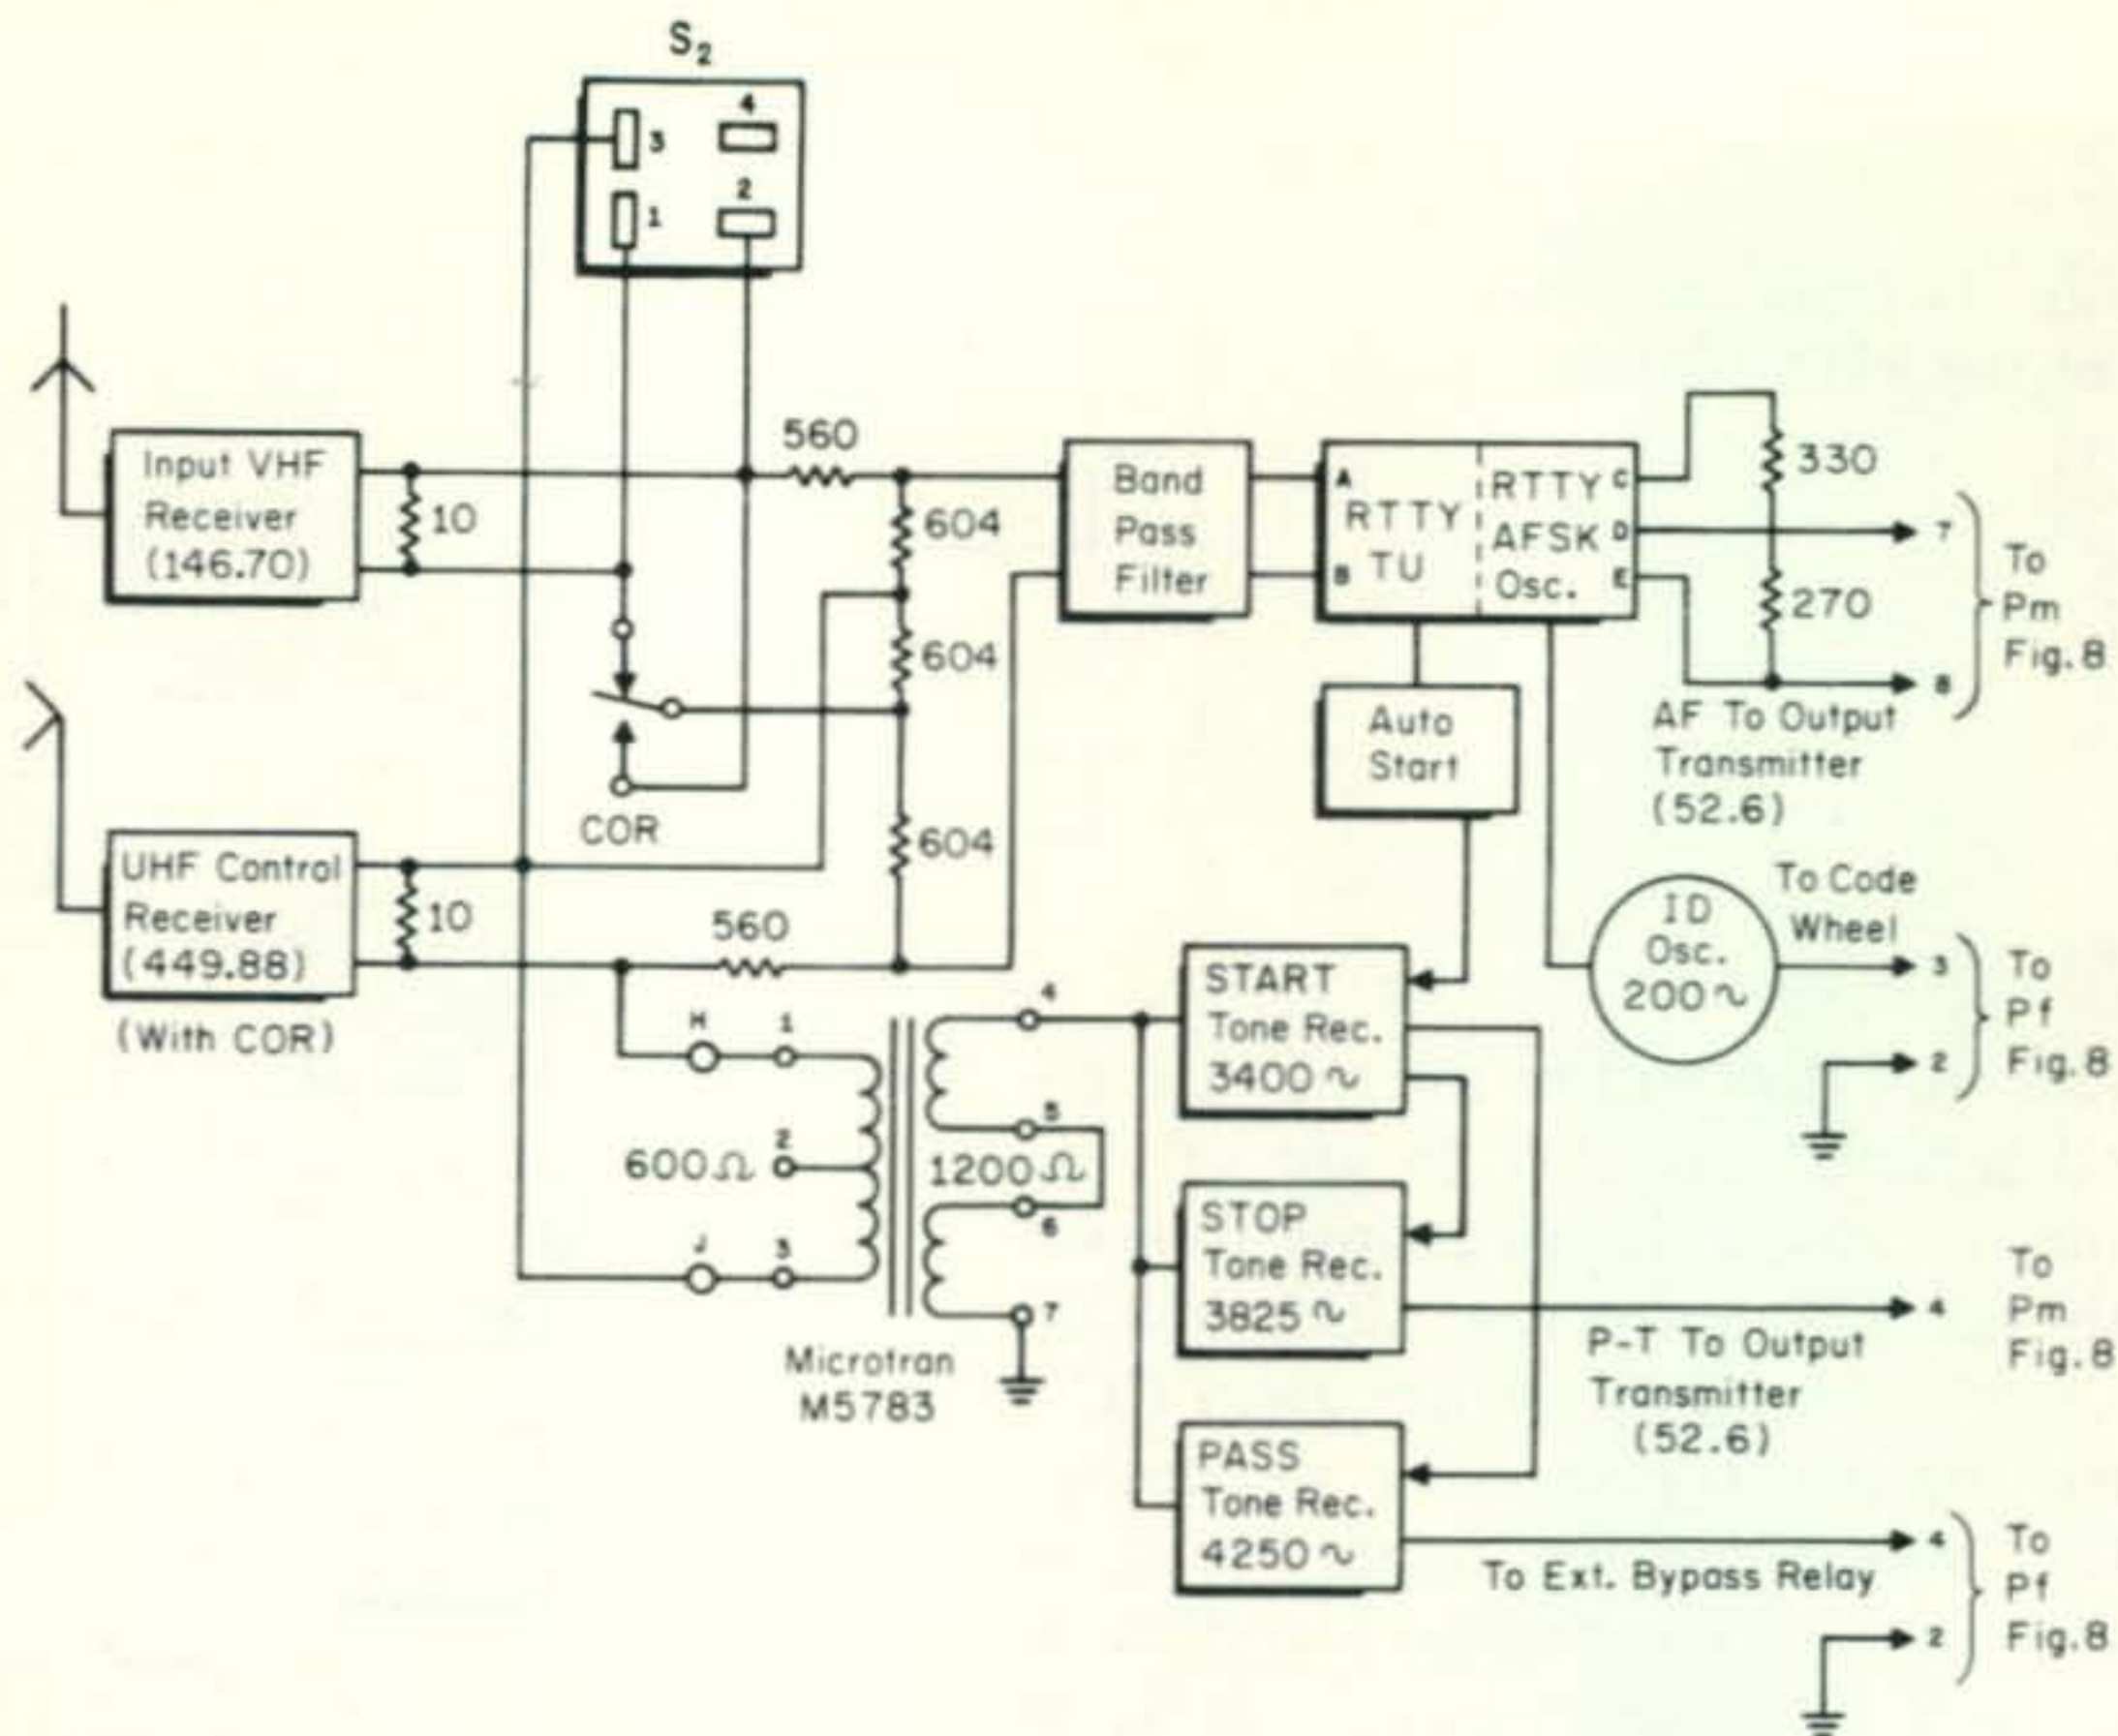 S2
4
3
2
1
Input VHF
Receiver
(146.70)
10
560
604
604
604
Band
Pass
Filter
A
RTTY
TU
B
RTTY
AFSK
Osc.
C
D
E
330
270
7
8
To
Pm
Fig. 8
AF To Output
Transmitter
(52.6)
Auto
Start
COR
UHF Control
Receiver
(449.88)
(With COR)
10
560
ID
Osc.
200 ~
To Code
Wheel
3
2
To
Pf
Fig. 8
H
1
2
J
3
600Ω
4
5
1200Ω
6
7
Microtran
M5783
START
Tone Rec.
3400 ~
STOP
Tone Rec.
3825 ~
PASS
Tone Rec.
4250 ~
4
To
Pm
Fig. 8
P-T To Output
Transmitter
(52.6)
To Ext. Bypass Relay
4
2
To
Pf
Fig. 8